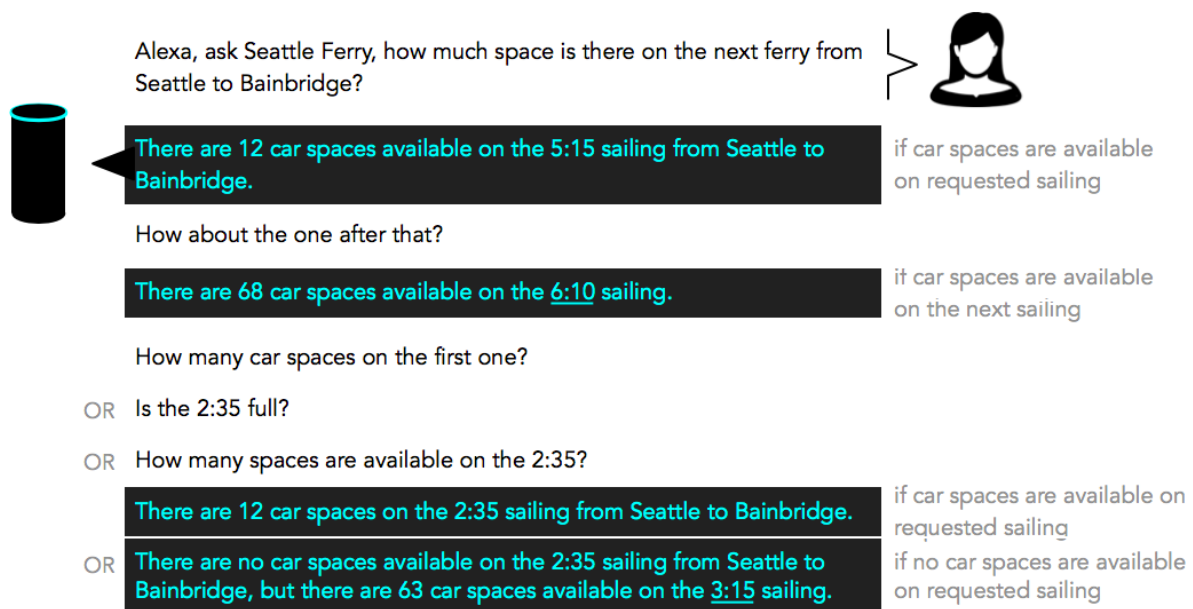 Alexa, ask Seattle Ferry, how much space is there on the next ferry from
Seattle to Bainbridge?
There are 12 car spaces available on the 5:15 sailing from Seattle to
Bainbridge.
if car spaces are available
on requested sailing
How about the one after that?
There are 68 car spaces available on the 6:10 sailing.
if car spaces are available
on the next sailing
How many car spaces on the first one?
OR Is the 2:35 full?
OR How many spaces are available on the 2:35?
There are 12 car spaces on the 2:35 sailing from Seattle to Bainbridge.
if car spaces are available on
requested sailing
OR There are no car spaces available on the 2:35 sailing from Seattle to
Bainbridge, but there are 63 car spaces available on the 3:15 sailing.
if no car spaces are available
on requested sailing